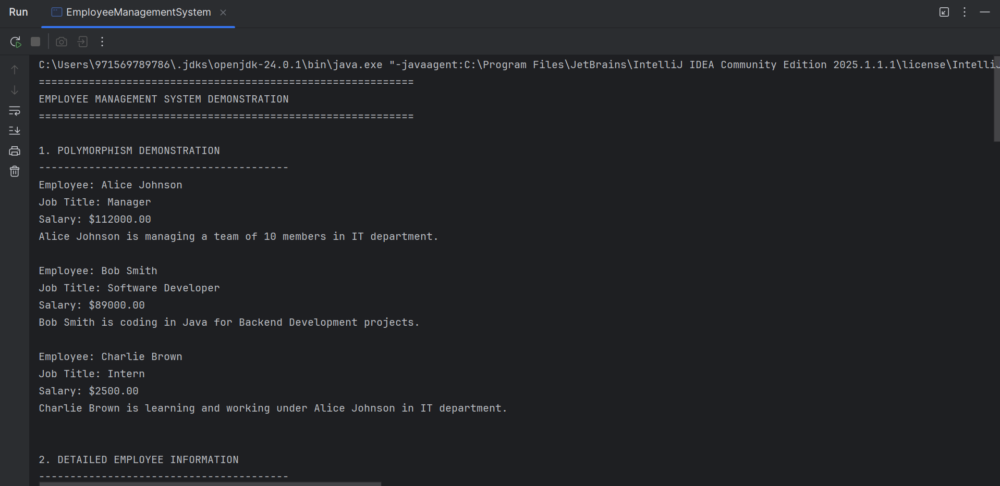 Run EmployeeManagementSystem
C:\Users\971569789786\.jdks\openjdk-24.0.1\bin\java.exe "-javaagent:C:\Program Files\JetBrains\IntelliJ IDEA Community Edition 2025.1.1.1\license\IntelliJ
============================================================
EMPLOYEE MANAGEMENT SYSTEM DEMONSTRATION
============================================================
1. POLYMORPHISM DEMONSTRATION
----------------------------------------
Employee: Alice Johnson
Job Title: Manager
Salary: $112000.00
Alice Johnson is managing a team of 10 members in IT department.
Employee: Bob Smith
Job Title: Software Developer
Salary: $89000.00
Bob Smith is coding in Java for Backend Development projects.
Employee: Charlie Brown
Job Title: Intern
Salary: $2500.00
Charlie Brown is learning and working under Alice Johnson in IT department.
2. DETAILED EMPLOYEE INFORMATION
----------------------------------------